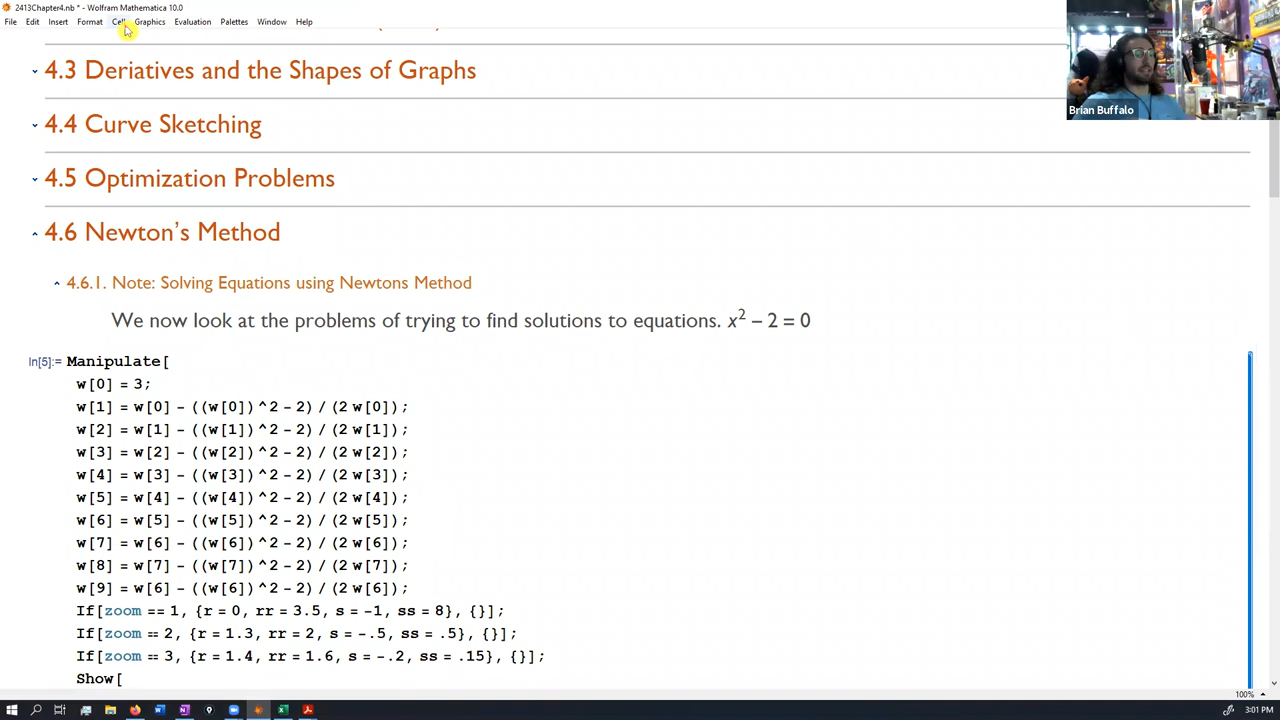 2413Chapter4.nb * - Wolfram Mathematica 10.0
File Edit Insert Format Cell Graphics Evaluation Palettes Window Help
4.3 Deriatives and the Shapes of Graphs
4.4 Curve Sketching
4.5 Optimization Problems
4.6 Newton's Method
4.6.1. Note: Solving Equations using Newtons Method
We now look at the problems of trying to find solutions to equations. x² – 2 = 0
In[5]:= Manipulate[
w[0] = 3;
w[1] = w[0] - ((w[0])^2 - 2) / (2 w[0]);
w[2] = w[1] - ((w[1])^2 - 2) / (2 w[1]);
w[3] = w[2] - ((w[2])^2 - 2) / (2 w[2]);
w[4] = w[3] - ((w[3])^2 - 2) / (2 w[3]);
w[5] = w[4] - ((w[4])^2 - 2) / (2 w[4]);
w[6] = w[5] - ((w[5])^2 - 2) / (2 w[5]);
w[7] = w[6] - ((w[6])^2 - 2) / (2 w[6]);
w[8] = w[7] - ((w[7])^2 - 2) / (2 w[7]);
w[9] = w[6] - ((w[6])^2 - 2) / (2 w[6]);
If[zoom == 1, {r = 0, rr = 3.5, s = -1, ss = 8}, {}];
If[zoom == 2, {r = 1.3, rr = 2, s = -.5, ss = .5}, {}];
If[zoom == 3, {r = 1.4, rr = 1.6, s = -.2, ss = .15}, {}];
Show[
Brian Buffalo
100%
3:01 PM